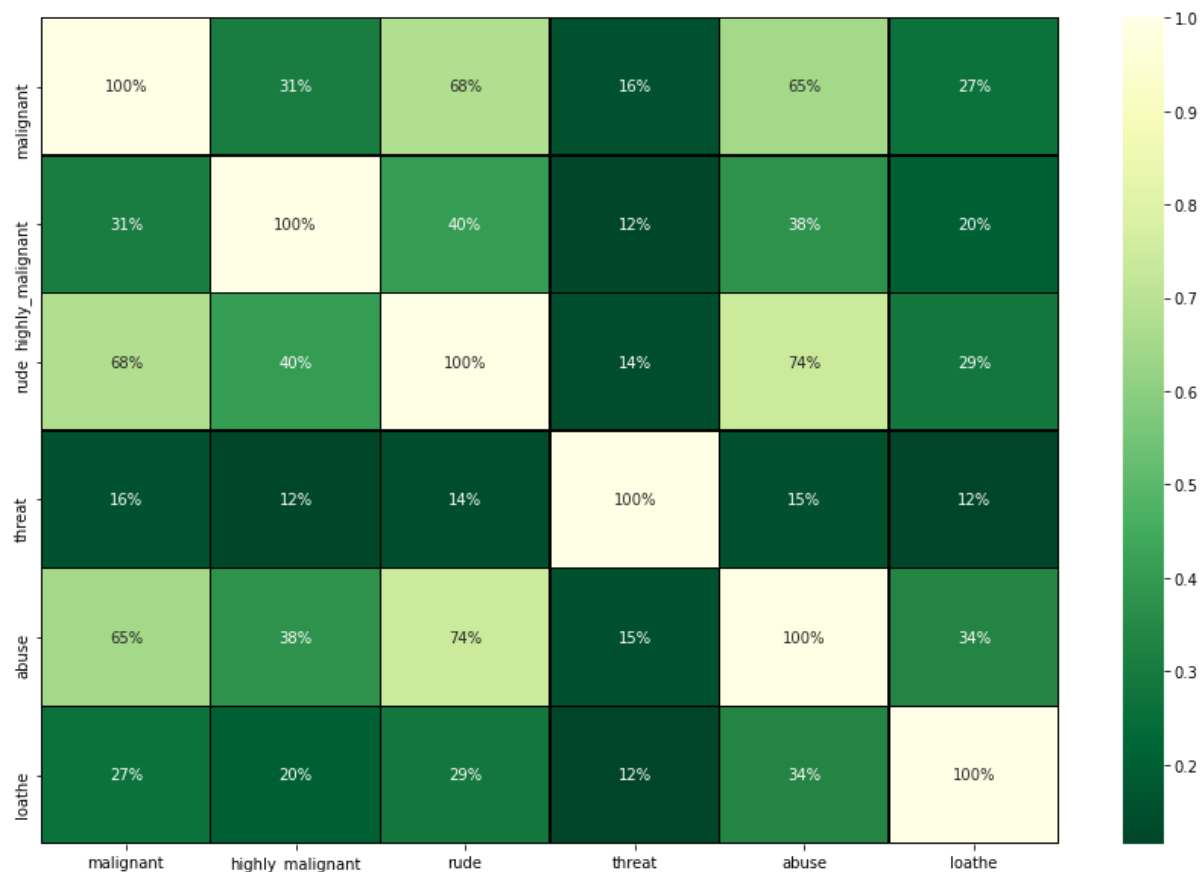 malignant 100% 31% 68% 16% 65% 27%
highly_malignant 31% 100% 40% 12% 38% 20%
rude 68% 40% 100% 14% 74% 29%
threat 16% 12% 14% 100% 15% 12%
abuse 65% 38% 74% 15% 100% 34%
loathe 27% 20% 29% 12% 34% 100%
malignant highly_malignant rude threat abuse loathe
1.0
0.9
0.8
0.7
0.6
0.5
0.4
0.3
0.2